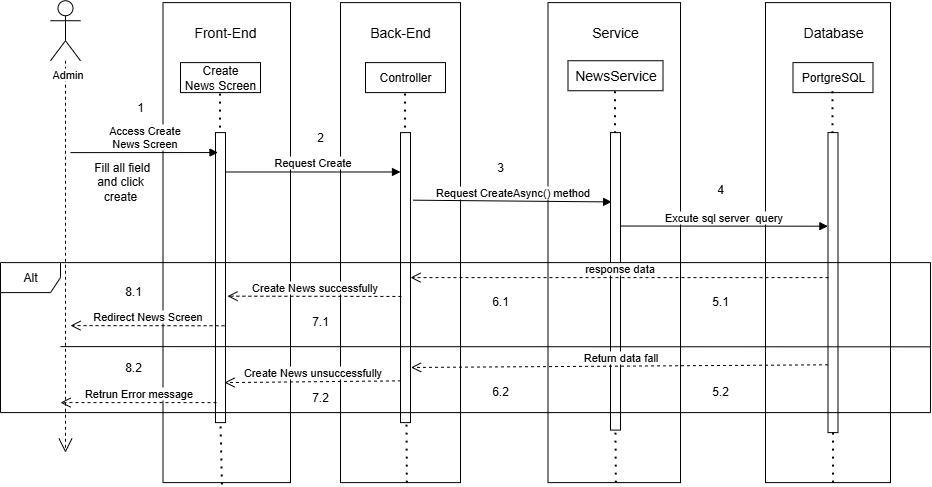 Front-End
Back-End
Service
Database
Admin
Create
News Screen
Controller
NewsService
PortgreSQL
1
Access Create
News Screen
Fill all field
and click
create
2
Request Create
3
Request CreateAsync() method
4
Excute sql server query
Alt
response data
8.1
Create News successfully
6.1
5.1
Redirect News Screen
7.1
Return data fall
8.2
Create News unsuccessfully
6.2
5.2
Retrun Error message
7.2